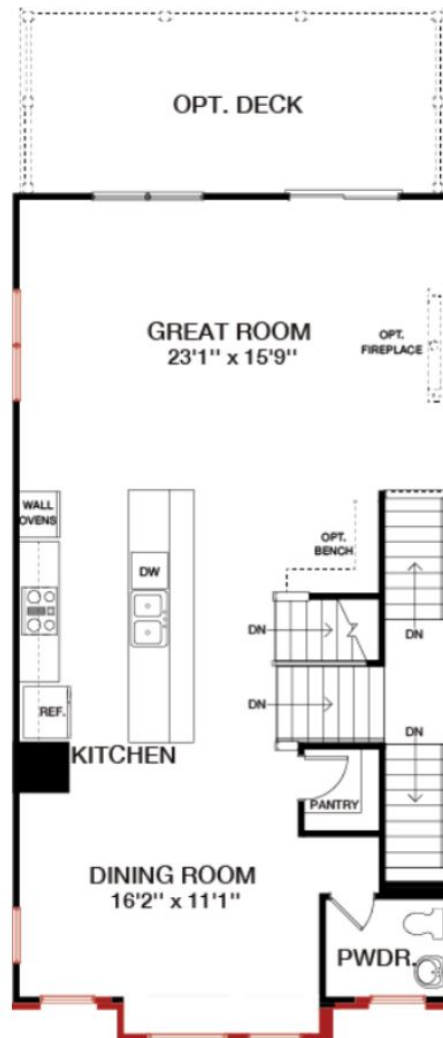 OPT. DECK
GREAT ROOM
23'1" x 15'9"
OPT.
FIREPLACE
WALL
OVENS
OPT.
BENCH
DW
DN
DN
DN
REF.
DN
KITCHEN
PANTRY
DINING ROOM
16'2" x 11'1"
PWDR.